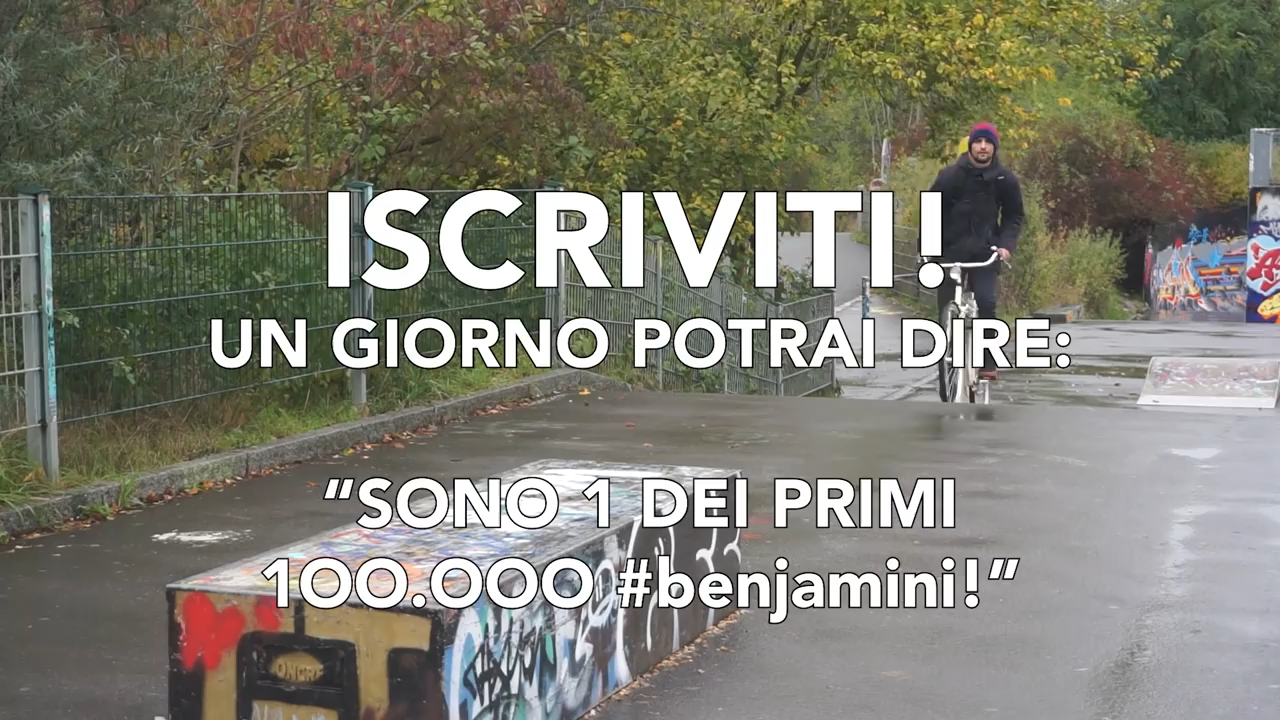 ISCRIVITI!
UN GIORNO POTRAI DIRE:
“SONO 1 DEI PRIMI
100.000 #benjamini!”